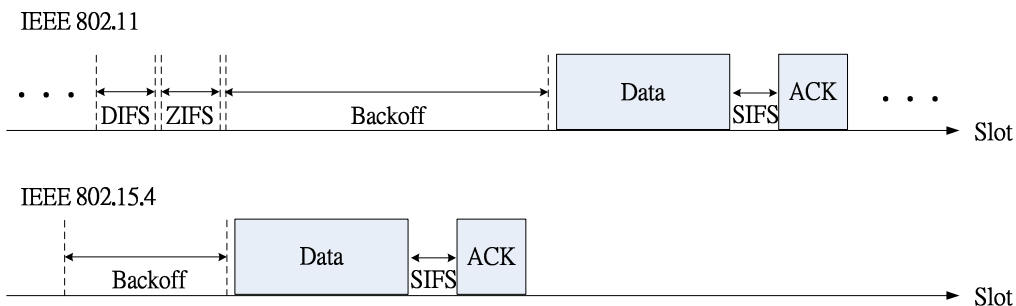 IEEE 802.11
. . .
DIFS ZIFS Backoff Data SIFS ACK
. . .
Slot
IEEE 802.15.4
Backoff Data SIFS ACK
Slot